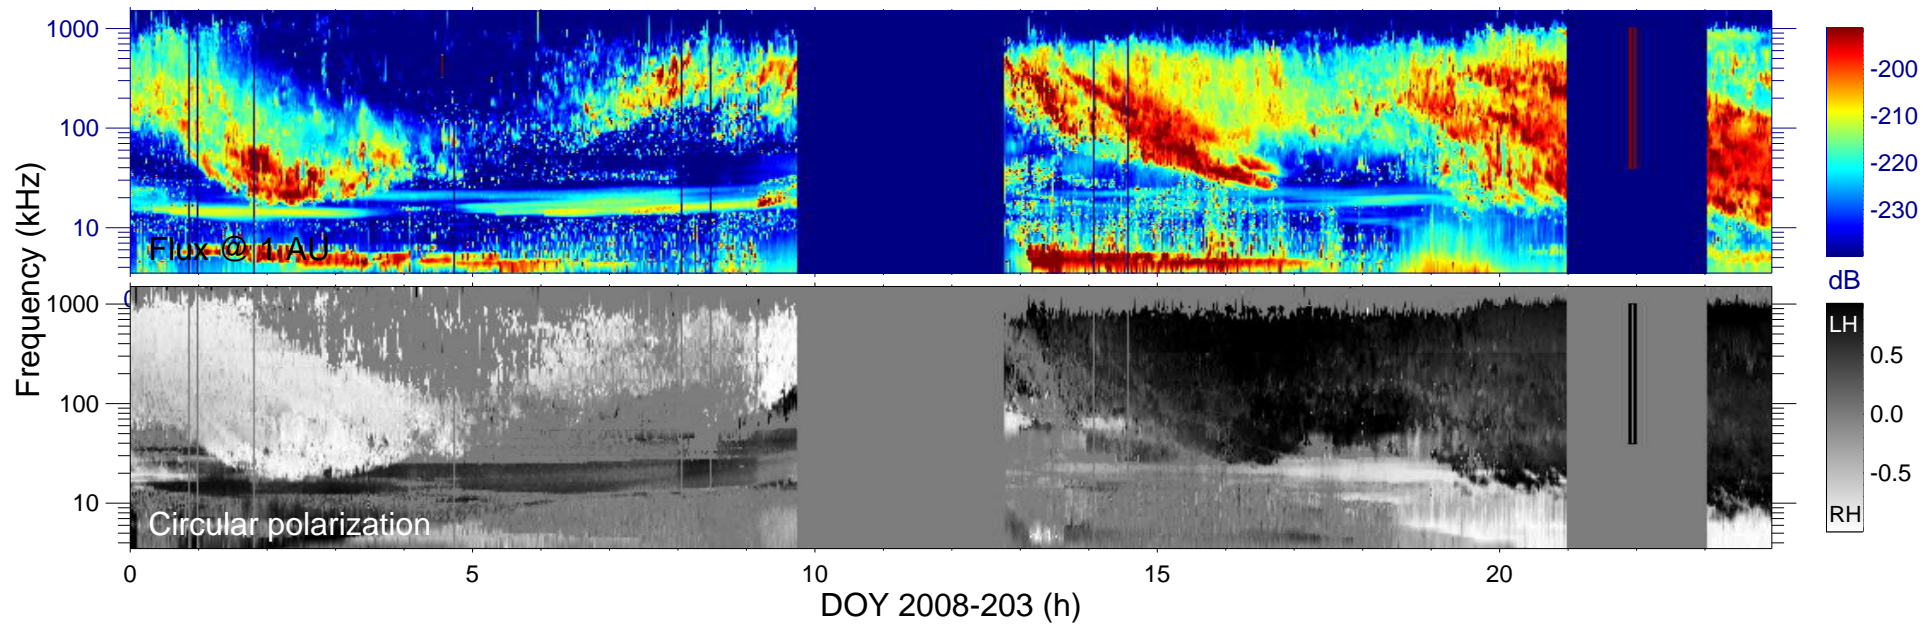 Frequency (kHz)
1000
100
10
Flux @ 1 AU
-200
-210
-220
-230
dB
0
1000
100
10
Circular polarization
LH
0.5
0.0
-0.5
RH
0
5
10
15
20
DOY 2008-203 (h)